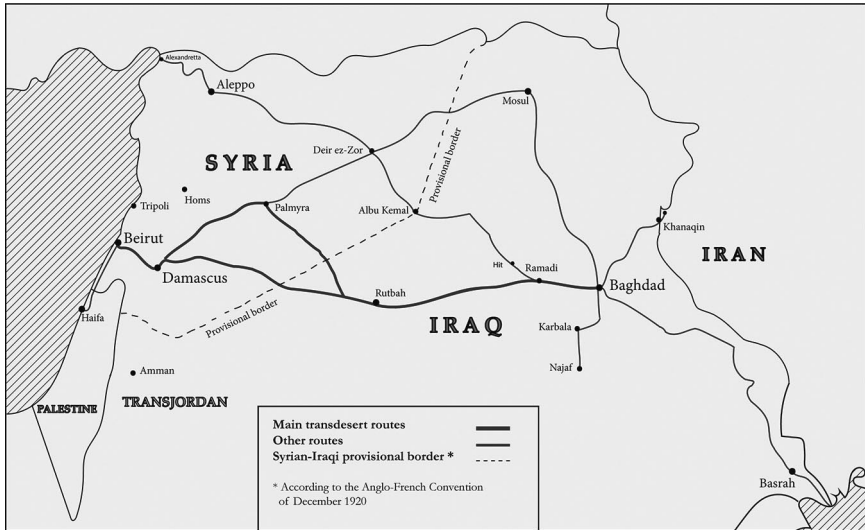 Alexandretta
Aleppo
Mosul
Deir ez-Zor
SYRIA
Provisional border
Homs
Tripoli
Palmyra
Albu Kemal
Khanaqin
Beirut
IRAN
Damascus
Hit
Ramadi
Baghdad
Rutbah
Haifa
Provisional border
IRAQ
Karbala
Amman
Najaf
PALESTINE
TRANSJORDAN
Main transdesert routes
Other routes
Syrian-Iraqi provisional border *
* According to the Anglo-French Convention
of December 1920
Basrah